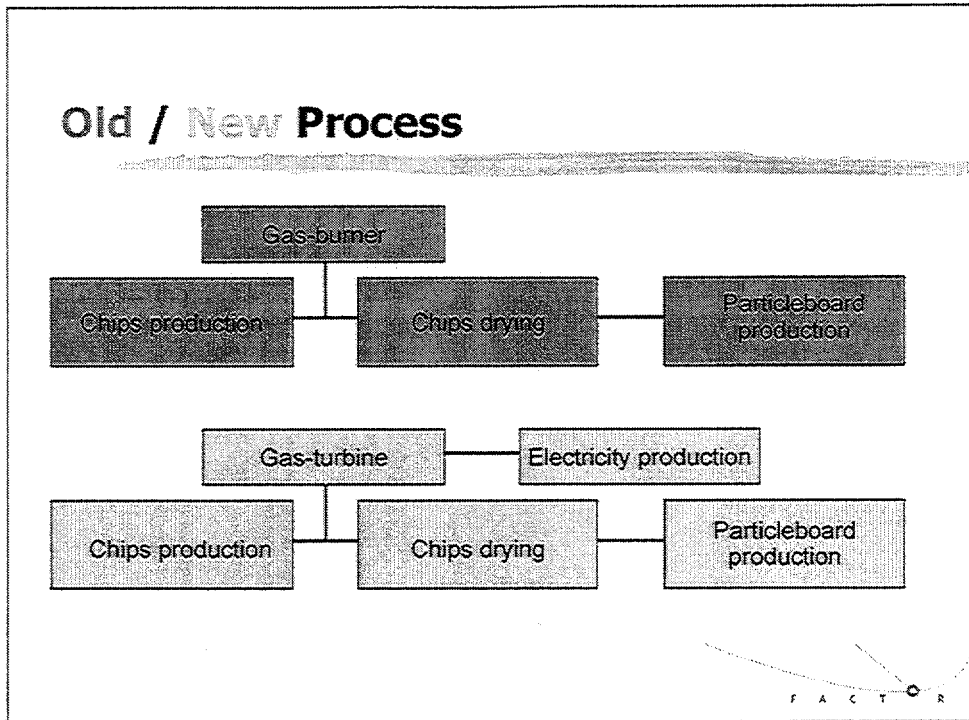 Old / New Process
Gas-burner
Chips production
Chips drying
Particleboard
production
Gas-turbine
Electricity production
Chips production
Chips drying
Particleboard
production
F A C T O R